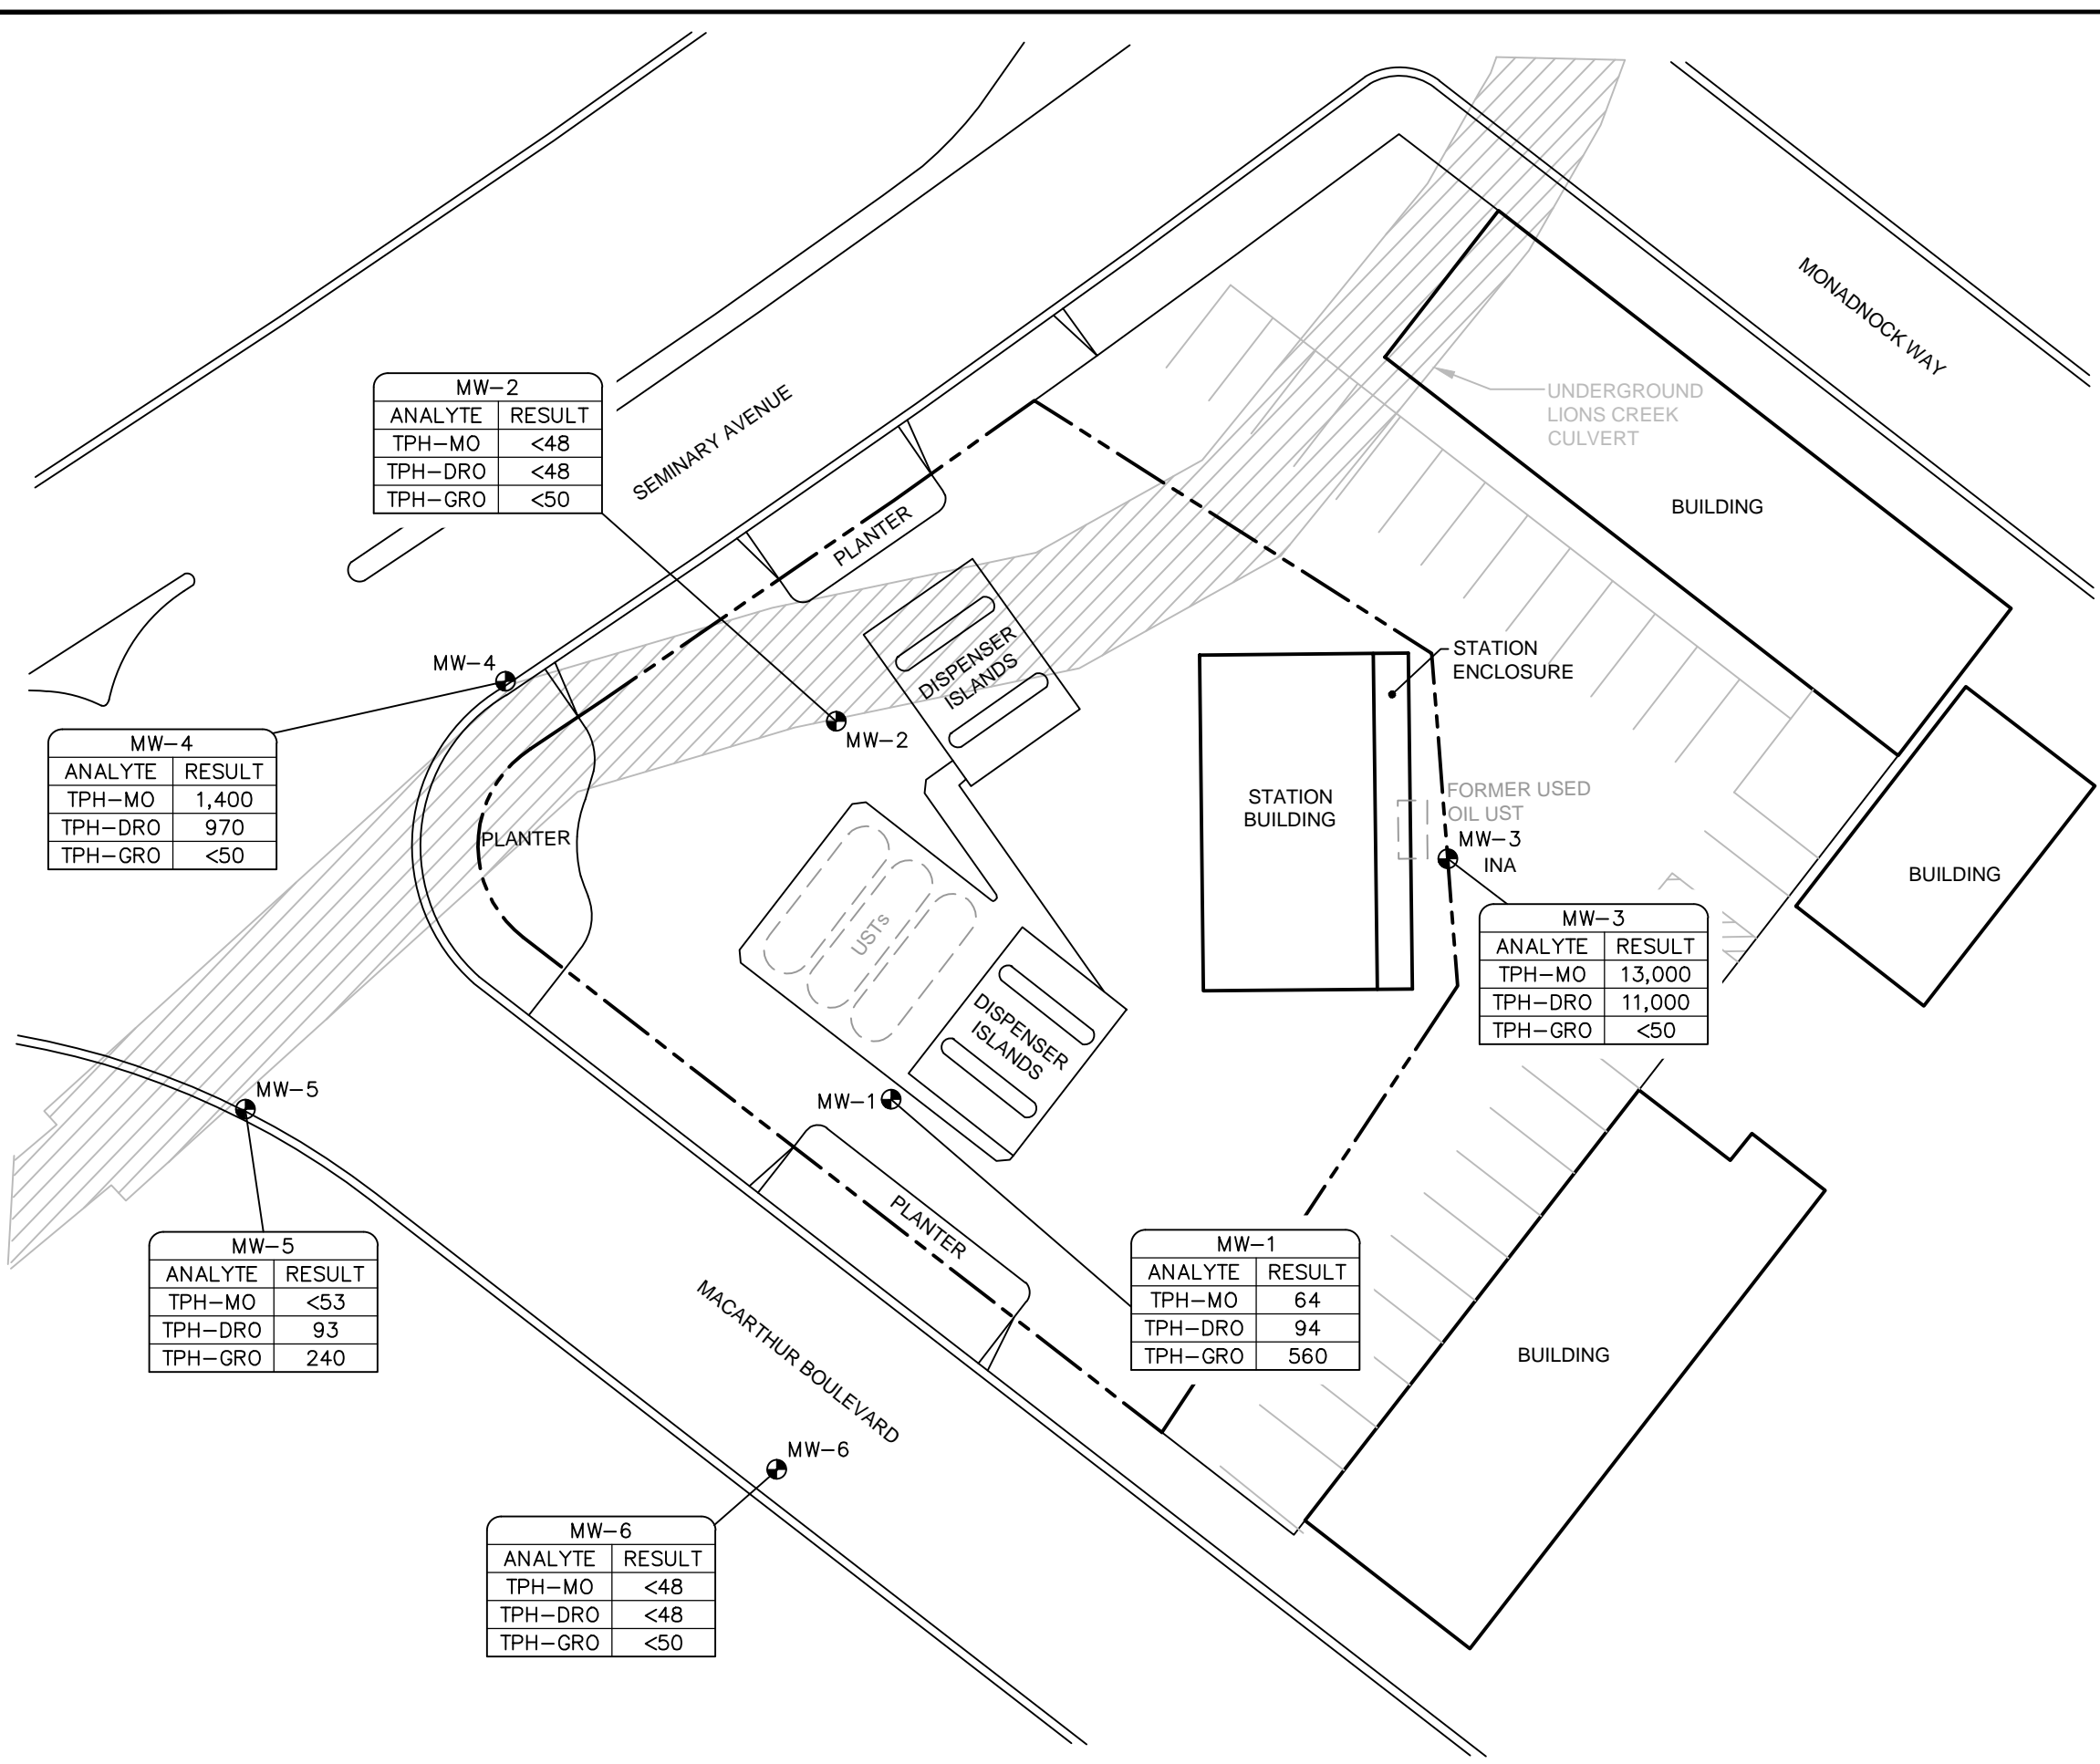 MONADNOCK WAY
SEMINARY AVENUE
MW-2
ANALYTE RESULT
TPH-MO <48
TPH-DRO <48
TPH-GRO <50
UNDERGROUND
LIONS CREEK
CULVERT
BUILDING
PLANTER
DISPENSER
ISLANDS
STATION
ENCLOSURE
MW-4
MW-2
MW-4
ANALYTE RESULT
TPH-MO 1,400
TPH-DRO 970
TPH-GRO <50
PLANTER
STATION
BUILDING
FORMER USED
OIL UST
MW-3
INA
BUILDING
USTs
MW-3
ANALYTE RESULT
TPH-MO 13,000
TPH-DRO 11,000
TPH-GRO <50
DISPENSER
ISLANDS
MW-5
MW-1
PLANTER
MW-5
ANALYTE RESULT
TPH-MO <53
TPH-DRO 93
TPH-GRO 240
MW-1
ANALYTE RESULT
TPH-MO 64
TPH-DRO 94
TPH-GRO 560
MACARTHUR BOULEVARD
BUILDING
MW-6
MW-6
ANALYTE RESULT
TPH-MO <48
TPH-DRO <48
TPH-GRO <50